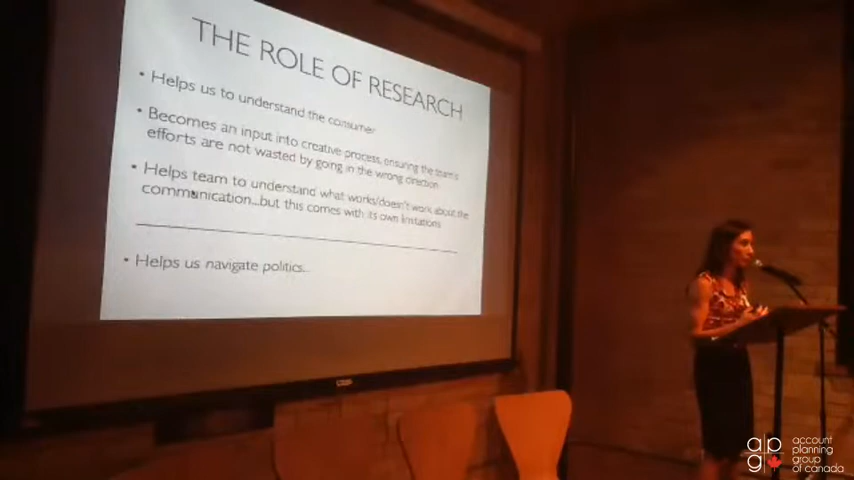 THE ROLE OF RESEARCH
• Helps us to understand the consumer
• Becomes an input into creative process, ensuring the team's
efforts are not wasted by going in the wrong direction
• Helps team to understand what works/doesn't work about the
communication...but this comes with its own limitations
• Helps us navigate politics...
apg
account
planning
group
of canada